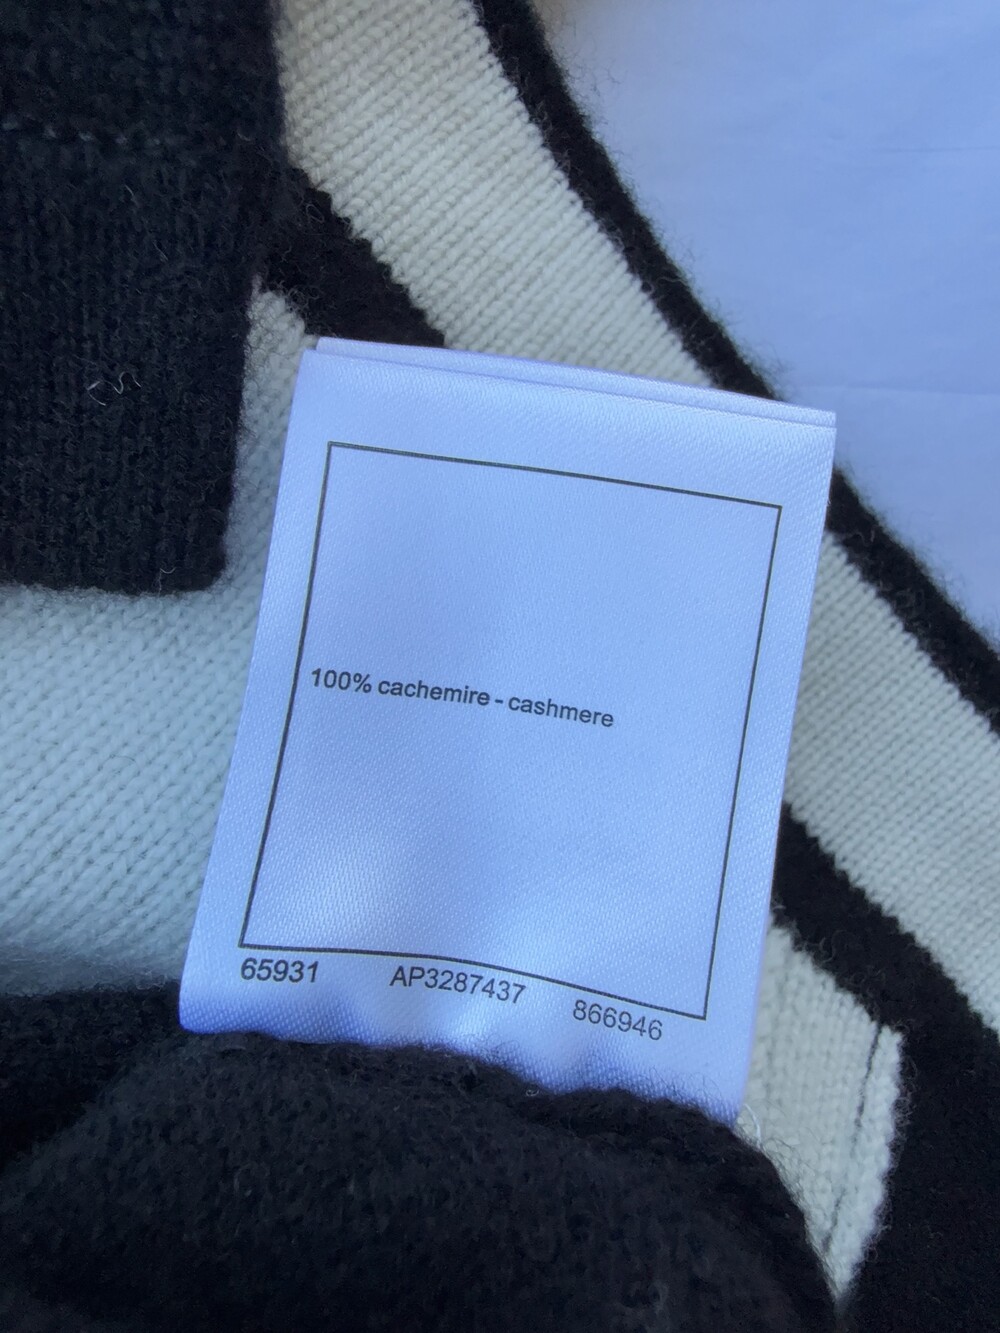 100% cachemire - cashmere
65931 AP3287437 866946